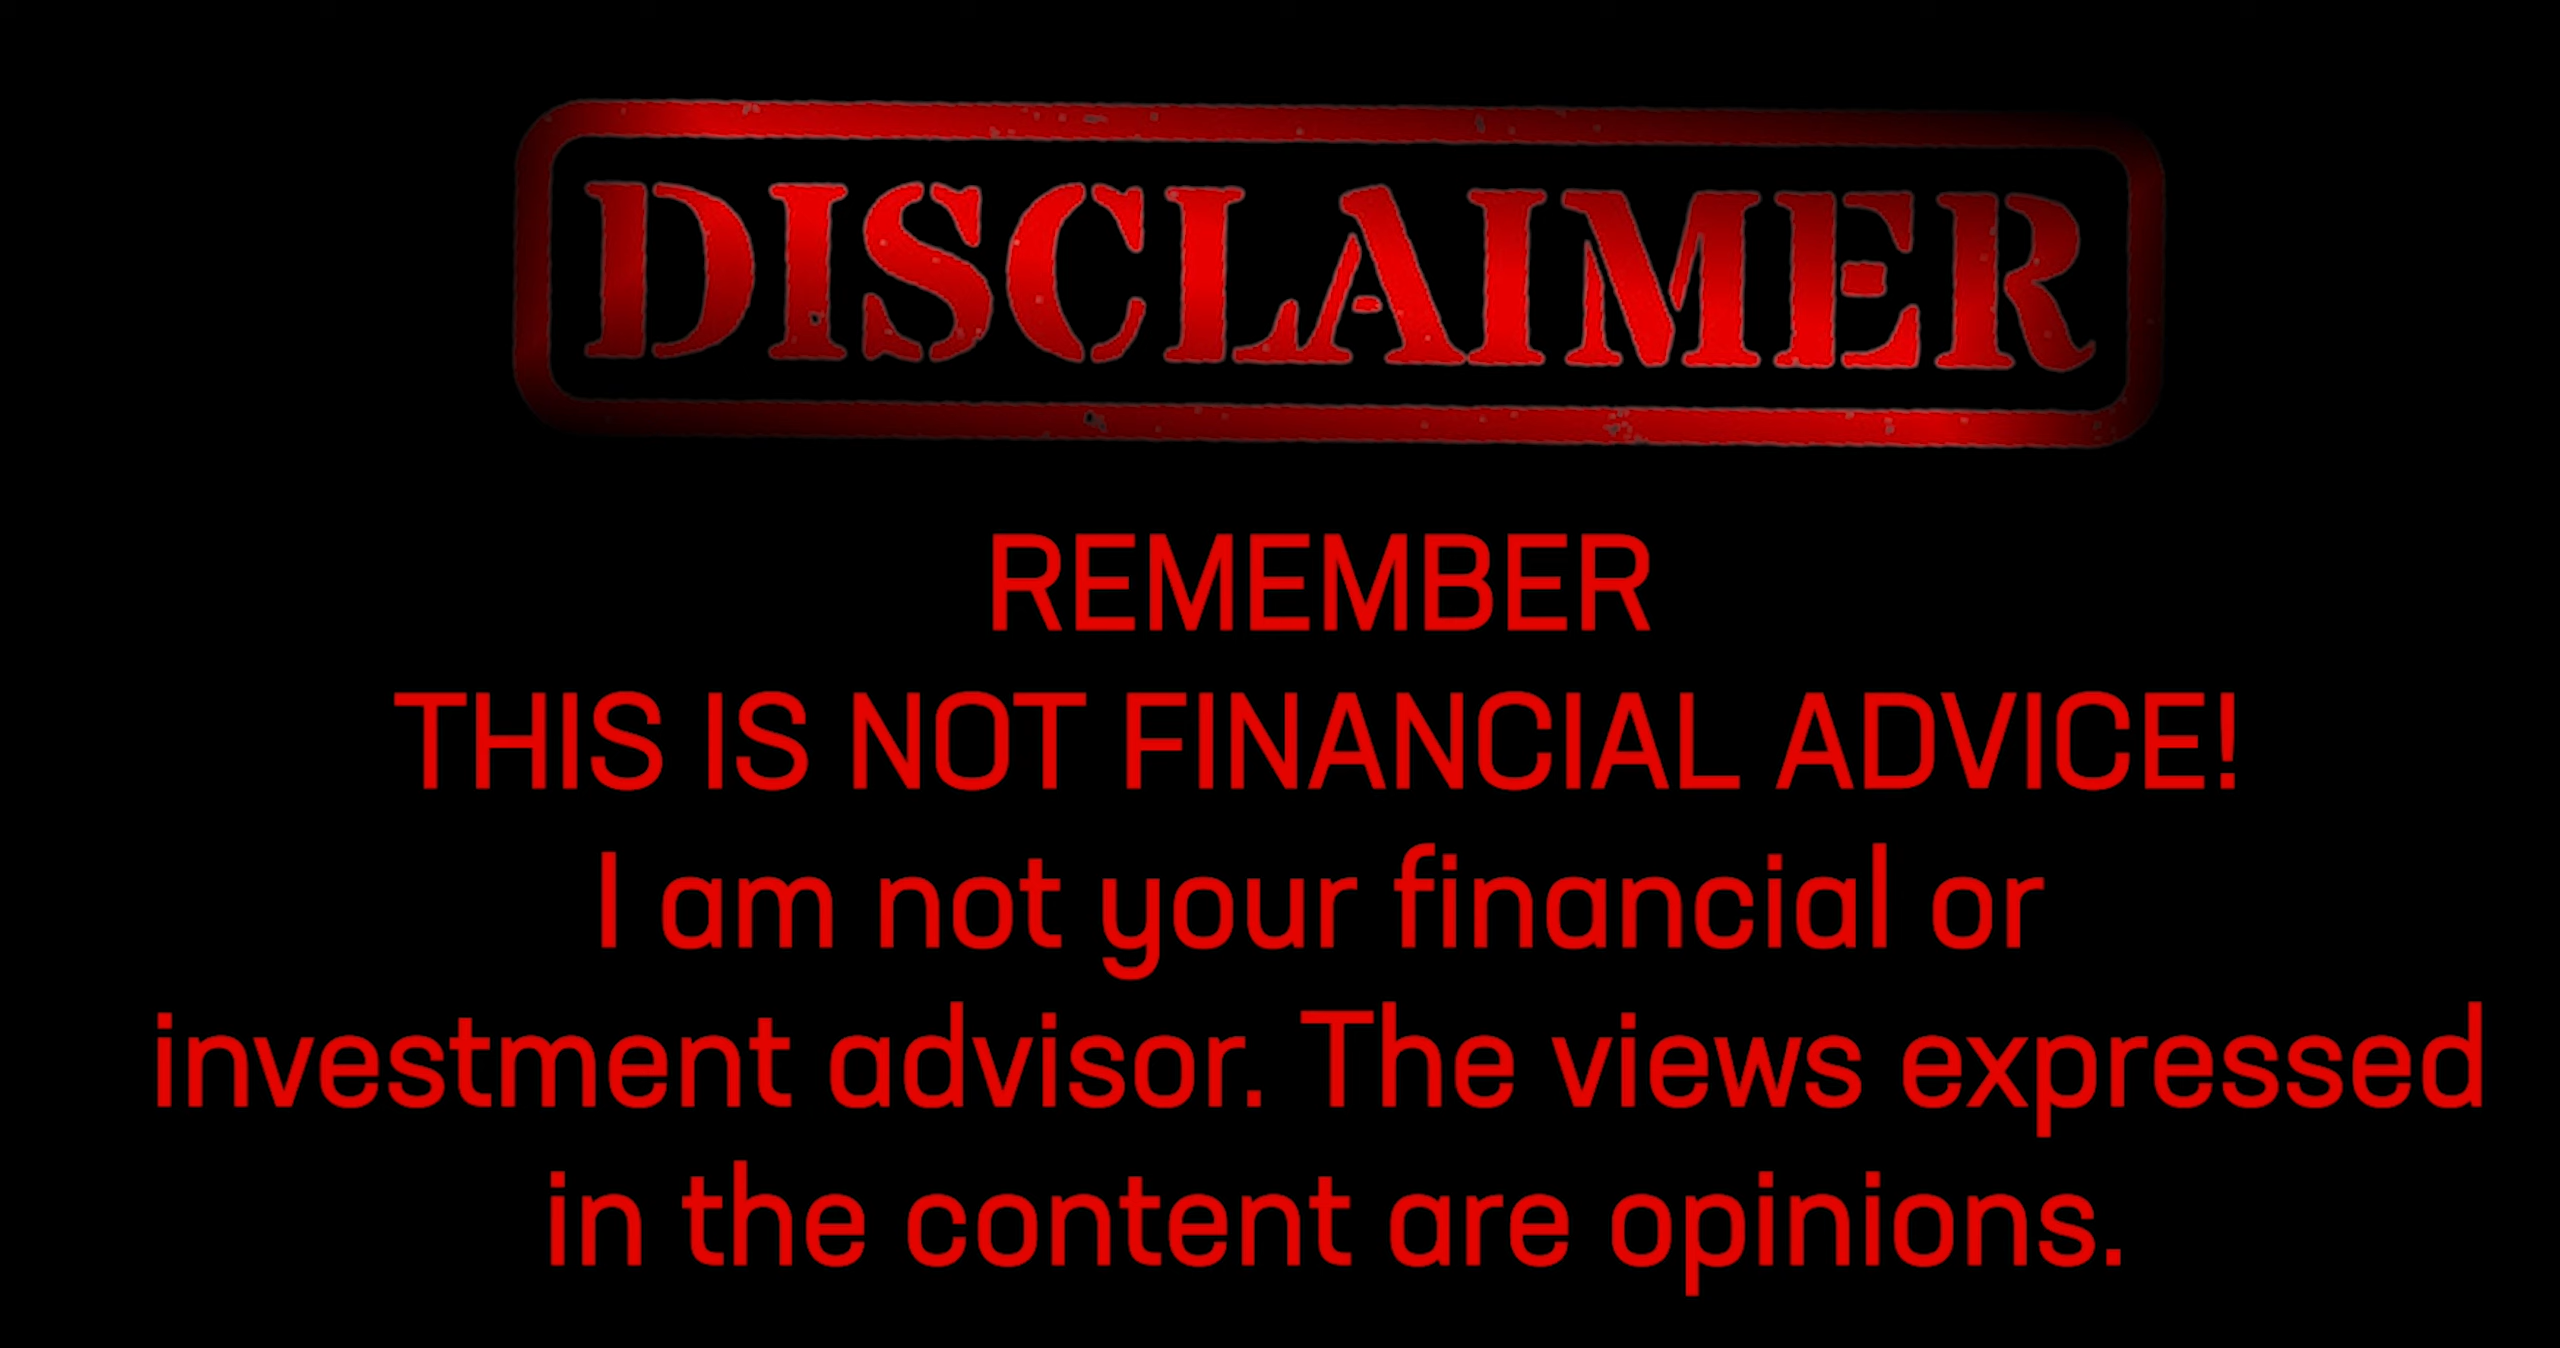 DISCLAIMER
REMEMBER
THIS IS NOT FINANCIAL ADVICE!
I am not your financial or
investment advisor. The views expressed
in the content are opinions.